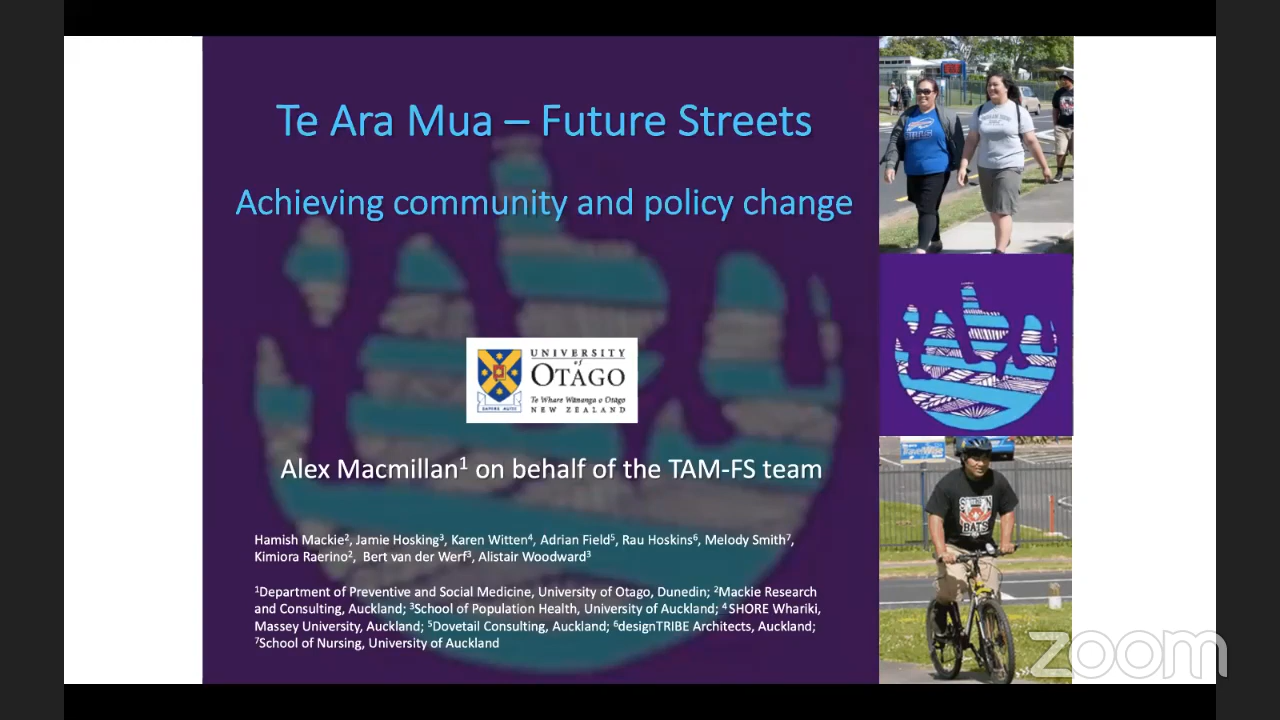 Te Ara Mua – Future Streets
Achieving community and policy change
UNIVERSITY
of
OTAGO
Te Whare Wānanga o Otāgo
NEW ZEALAND
SAPERE AUDE
Alex Macmillan¹ on behalf of the TAM-FS team
Hamish Mackie², Jamie Hosking³, Karen Witten⁴, Adrian Field⁵, Rau Hoskins⁶, Melody Smith⁷,
Kimiora Raerino², Bert van der Werf³, Alistair Woodward³
¹Department of Preventive and Social Medicine, University of Otago, Dunedin; ²Mackie Research
and Consulting, Auckland; ³School of Population Health, University of Auckland; ⁴SHORE Whariki,
Massey University, Auckland; ⁵Dovetail Consulting, Auckland; ⁶designTRIBE Architects, Auckland;
⁷School of Nursing, University of Auckland
BATS
zoom